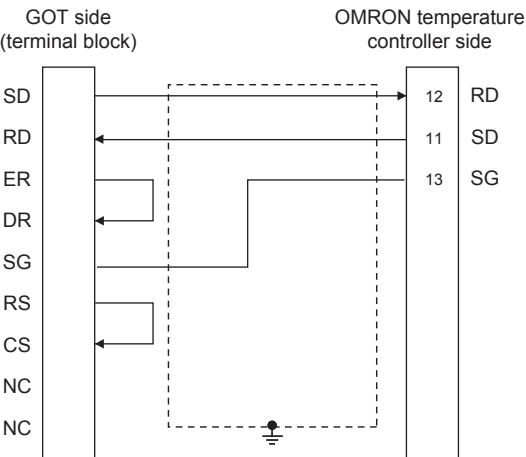 GOT side
(terminal block)
OMRON temperature
controller side
SD
12
RD
RD
11
SD
ER
13
SG
DR
SG
RS
CS
NC
NC